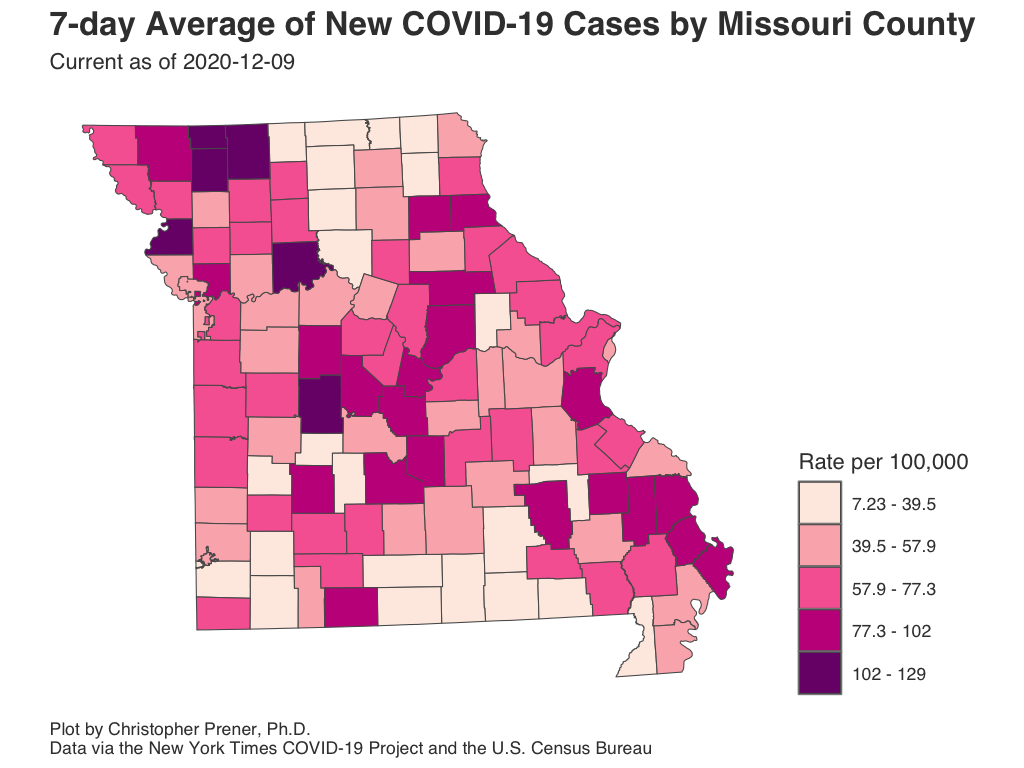 7-day Average of New COVID-19 Cases by Missouri County
Current as of 2020-12-09
Rate per 100,000
7.23 - 39.5
39.5 - 57.9
57.9 - 77.3
77.3 - 102
102 - 129
Plot by Christopher Prener, Ph.D.
Data via the New York Times COVID-19 Project and the U.S. Census Bureau